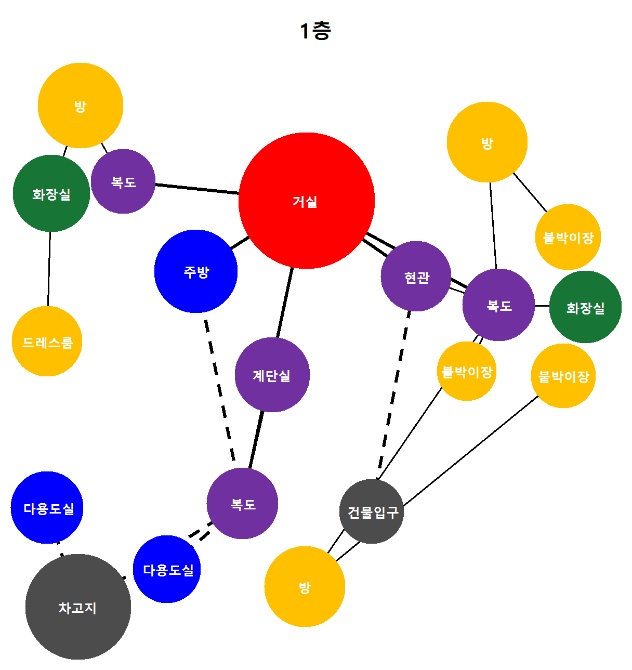 1층
방
방
복도
화장실
거실
붙박이장
주방
현관
복도
화장실
드레스룸
계단실
붙박이장
붙박이장
다용도실
복도
건물입구
다용도실
방
차고지